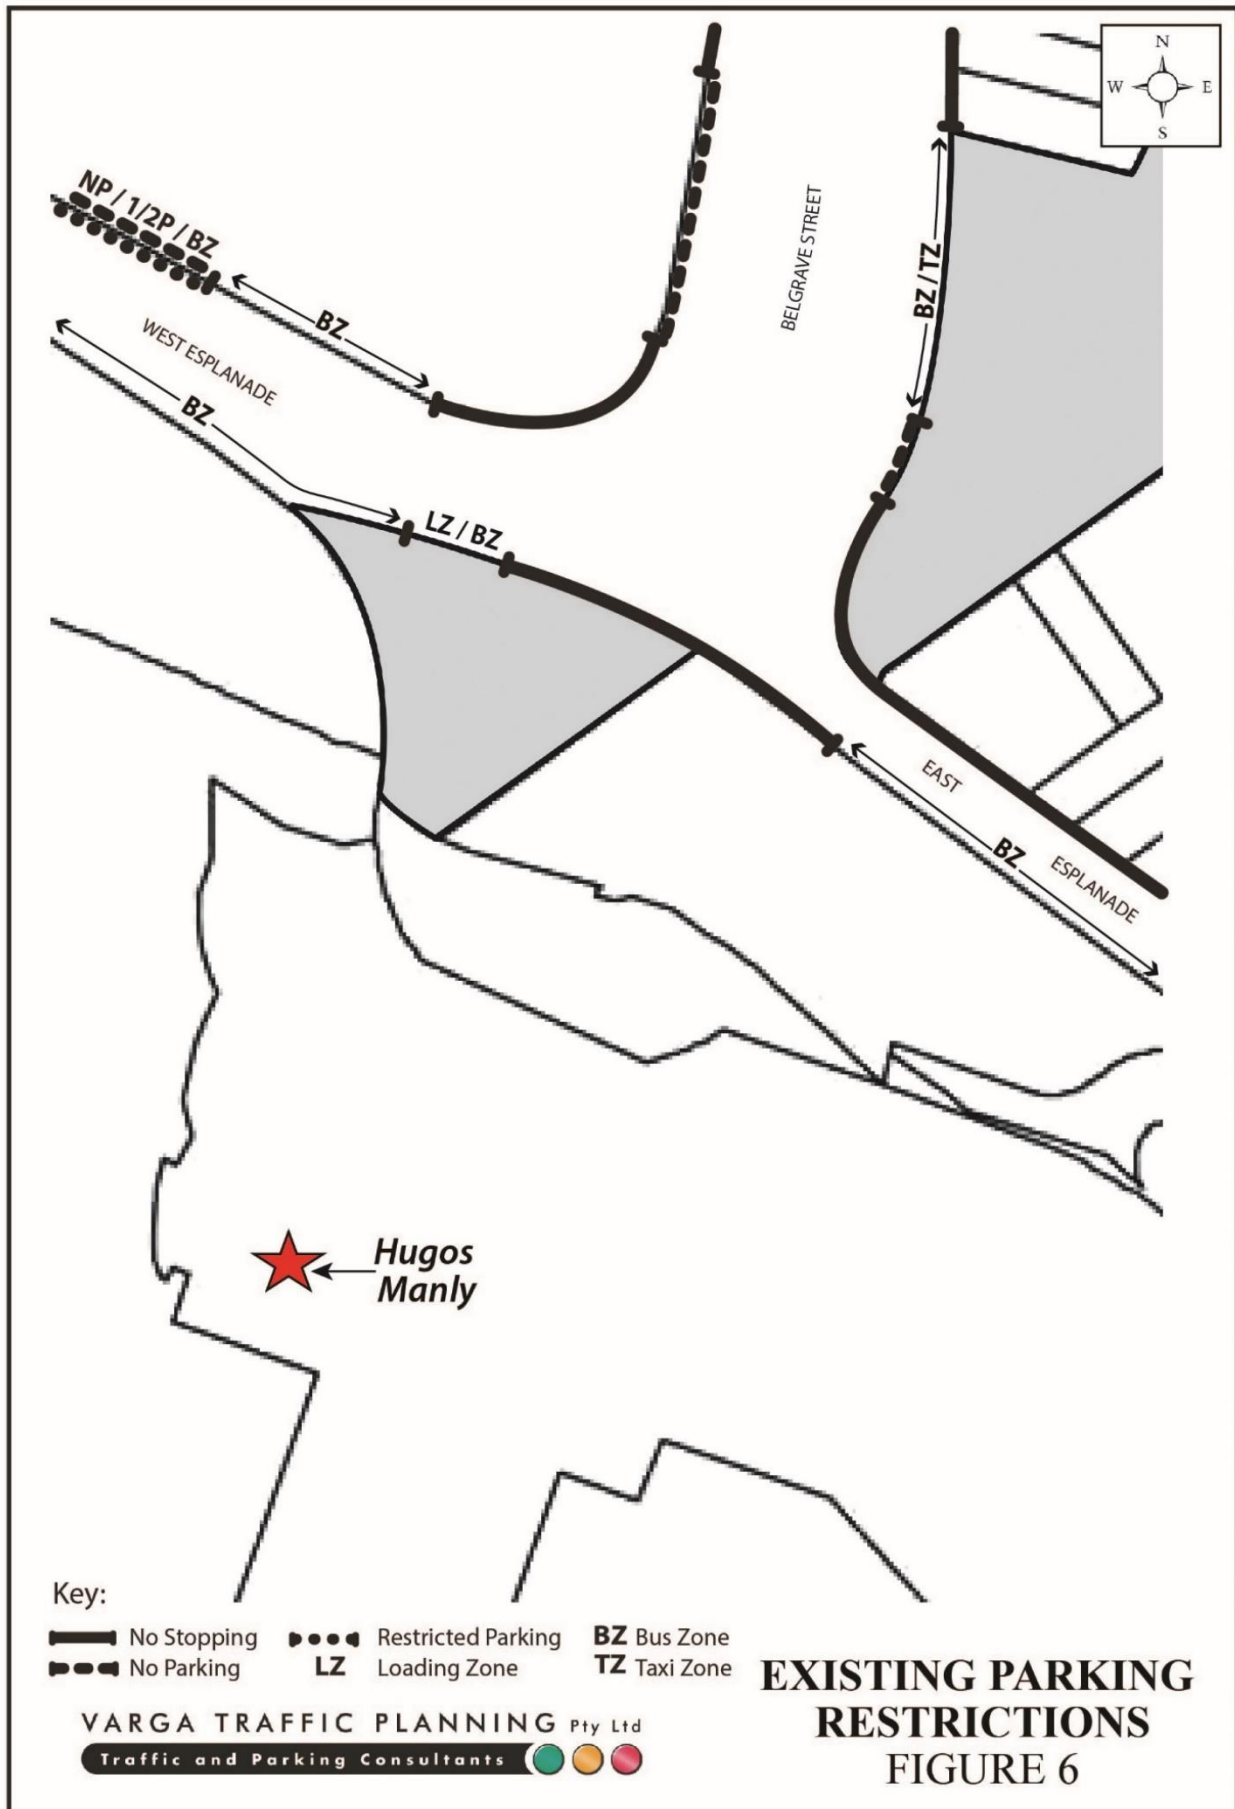 N
W E
S
NP / 1/2P / BZ
BZ
WEST ESPLANADE
BZ
BELGRAVE STREET
BZ / TZ
LZ / BZ
EAST
BZ
ESPLANADE
Hugos
Manly
Key:
No Stopping
Restricted Parking
BZ Bus Zone
No Parking
LZ Loading Zone
TZ Taxi Zone
VARGA TRAFFIC PLANNING Pty Ltd
Traffic and Parking Consultants
EXISTING PARKING
RESTRICTIONS
FIGURE 6